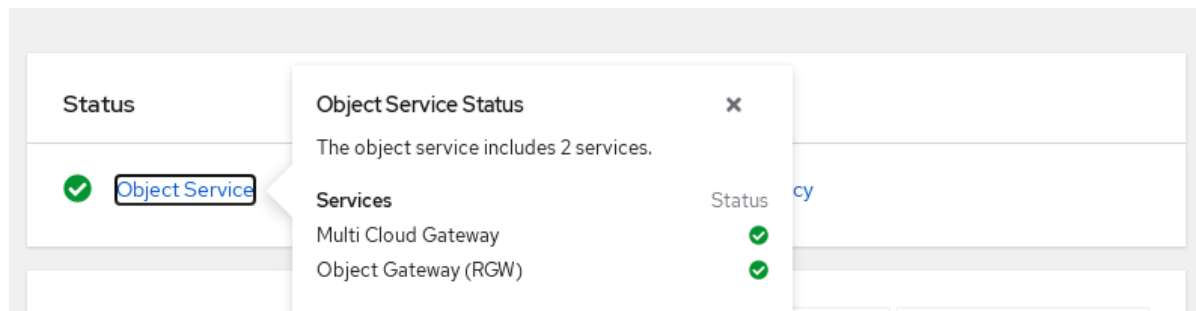 Status
Object Service Status
The object service includes 2 services.
Object Service
cy
Services Status
Multi Cloud Gateway
Object Gateway (RGW)